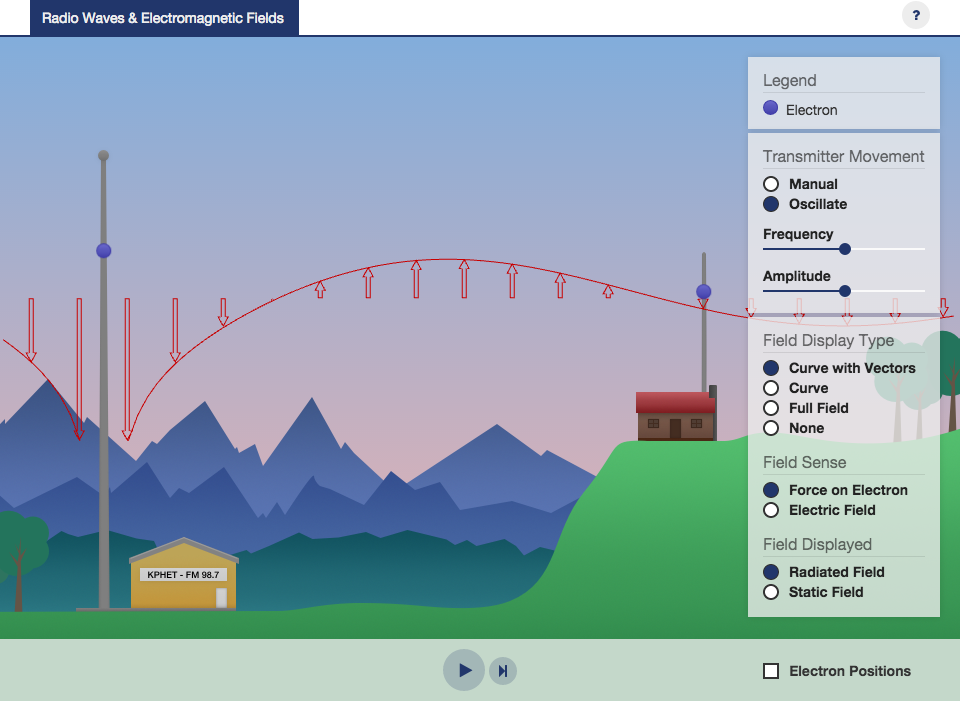 Radio Waves & Electromagnetic Fields
?
Legend
Electron
Transmitter Movement
Manual
Oscillate
Frequency
Amplitude
Field Display Type
Curve with Vectors
Curve
Full Field
None
Field Sense
Force on Electron
Electric Field
Field Displayed
Radiated Field
Static Field
KPHET - FM 98.7
Electron Positions